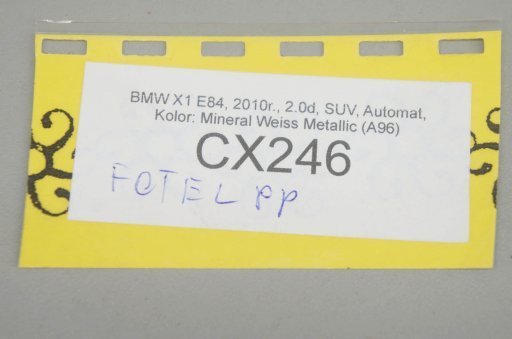 BMW X1 E84, 2010r., 2.0d, SUV, Automat,
Kolor: Mineral Weiss Metallic (A96)
CX246
FOTEL PP